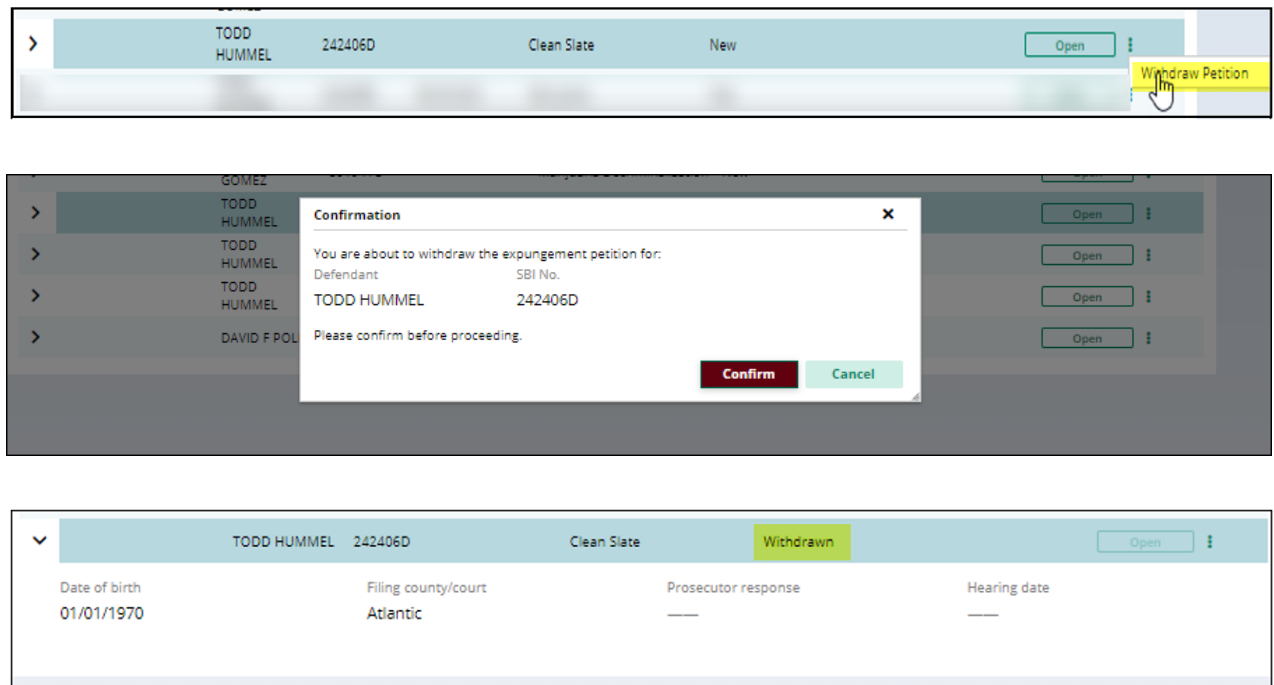 TODD
HUMMEL 242406D Clean Slate New Open
Withdraw Petition
GOMEZ
TODD
HUMMEL Open
TODD
HUMMEL Open
TODD
HUMMEL Open
DAVID F POL Open
Confirmation
You are about to withdraw the expungement petition for:
Defendant SBI No.
TODD HUMMEL 242406D
Please confirm before proceeding.
Confirm Cancel
TODD HUMMEL 242406D Clean Slate Withdrawn Open
Date of birth Filing county/court Prosecutor response Hearing date
01/01/1970 Atlantic —— ——